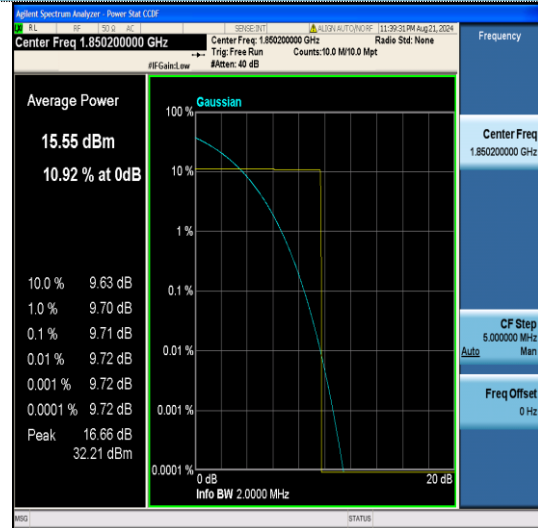 Agilent Spectrum Analyzer - Power Stat CCDF
RL RF 50 Ω AC SENSE:INT ALIGN AUTO/NORF 11:39:31PM Aug 21, 2024
Center Freq 1.850200000 GHz
Center Freq: 1.850200000 GHz Radio Std: None
Trig: Free Run Counts:10.0 M/10.0 Mpt
#IFGain:Low #Atten: 40 dB
Frequency
Average Power
15.55 dBm
10.92 % at 0dB
10.0 % 9.63 dB
1.0 % 9.70 dB
0.1 % 9.71 dB
0.01 % 9.72 dB
0.001 % 9.72 dB
0.0001 % 9.72 dB
Peak 16.66 dB
32.21 dBm
Gaussian
100 %
10 %
1 %
0.1 %
0.01 %
0.001 %
0.0001 %
0 dB 20 dB
Info BW 2.0000 MHz
Center Freq
1.850200000 GHz
CF Step
5.000000 MHz
Auto Man
Freq Offset
0 Hz
MSG STATUS